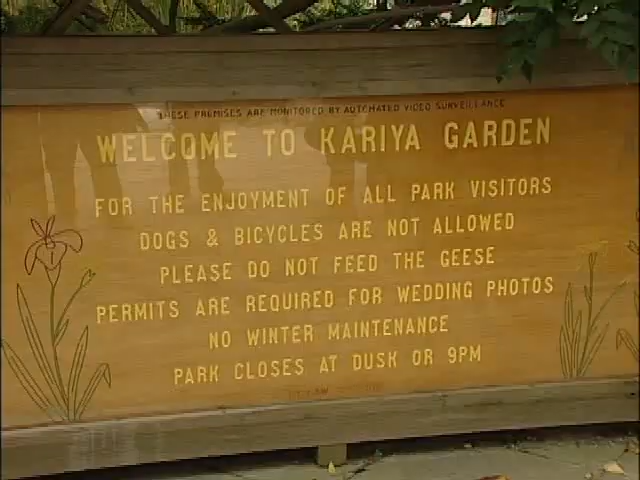 THESE PREMISES ARE MONITORED BY AUTOMATED VIDEO SURVEILLANCE
WELCOME TO KARIYA GARDEN
FOR THE ENJOYMENT OF ALL PARK VISITORS
DOGS & BICYCLES ARE NOT ALLOWED
PLEASE DO NOT FEED THE GEESE
PERMITS ARE REQUIRED FOR WEDDING PHOTOS
NO WINTER MAINTENANCE
PARK CLOSES AT DUSK OR 9PM